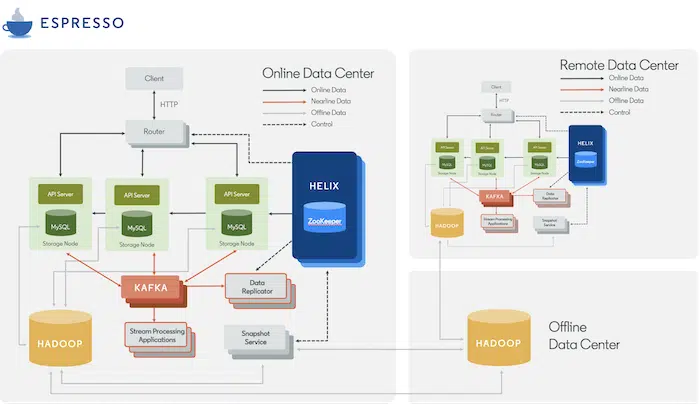 ESPRESSO
Online Data Center
Online Data
Nearline Data
Offline Data
Control
Client
HTTP
Router
API Server
MySQL
Storage Node
API Server
MySQL
Storage Node
API Server
MySQL
Storage Node
HELIX
ZooKeeper
KAFKA
Data
Replicator
Stream Processing
Applications
Snapshot
Service
HADOOP
Remote Data Center
Online Data
Nearline Data
Offline Data
Control
Client
HTTP
Router
API Server
MySQL
Storage Node
API Server
MySQL
Storage Node
API Server
MySQL
Storage Node
HELIX
ZooKeeper
KAFKA
Data
Replicator
Stream Processing
Applications
Snapshot
Service
HADOOP
HADOOP
Offline
Data Center